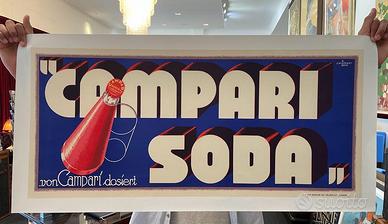 "CAMPARI
SODA„
von Campari dosiert
subito